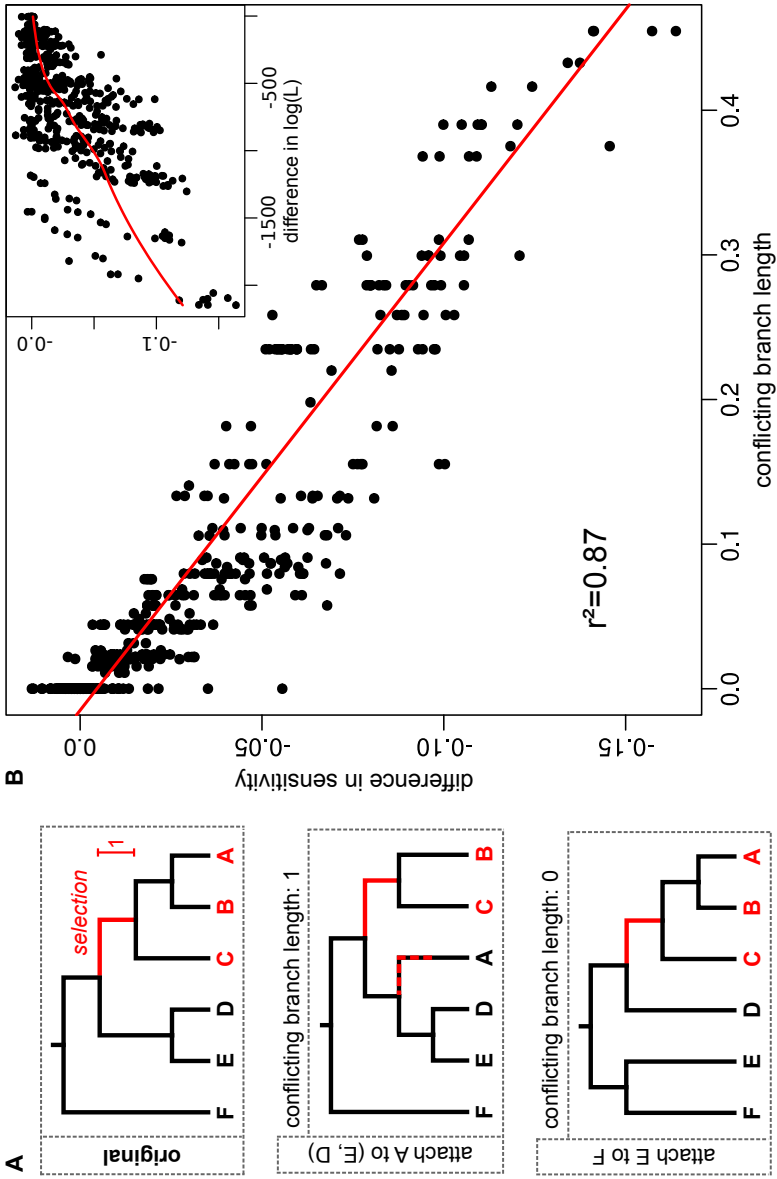 A
original
selection
1
F
E
D
C
B
A
attach A to (E, D)
conflicting branch length: 1
F
E
D
A
C
B
attach E to F
conflicting branch length: 0
F
E
D
C
B
A
B
difference in sensitivity
0.0
-0.05
-0.10
-0.15
r²=0.87
0.0
0.1
0.2
0.3
0.4
conflicting branch length
-0.0
-0.1
-1500
-500
difference in log(L)